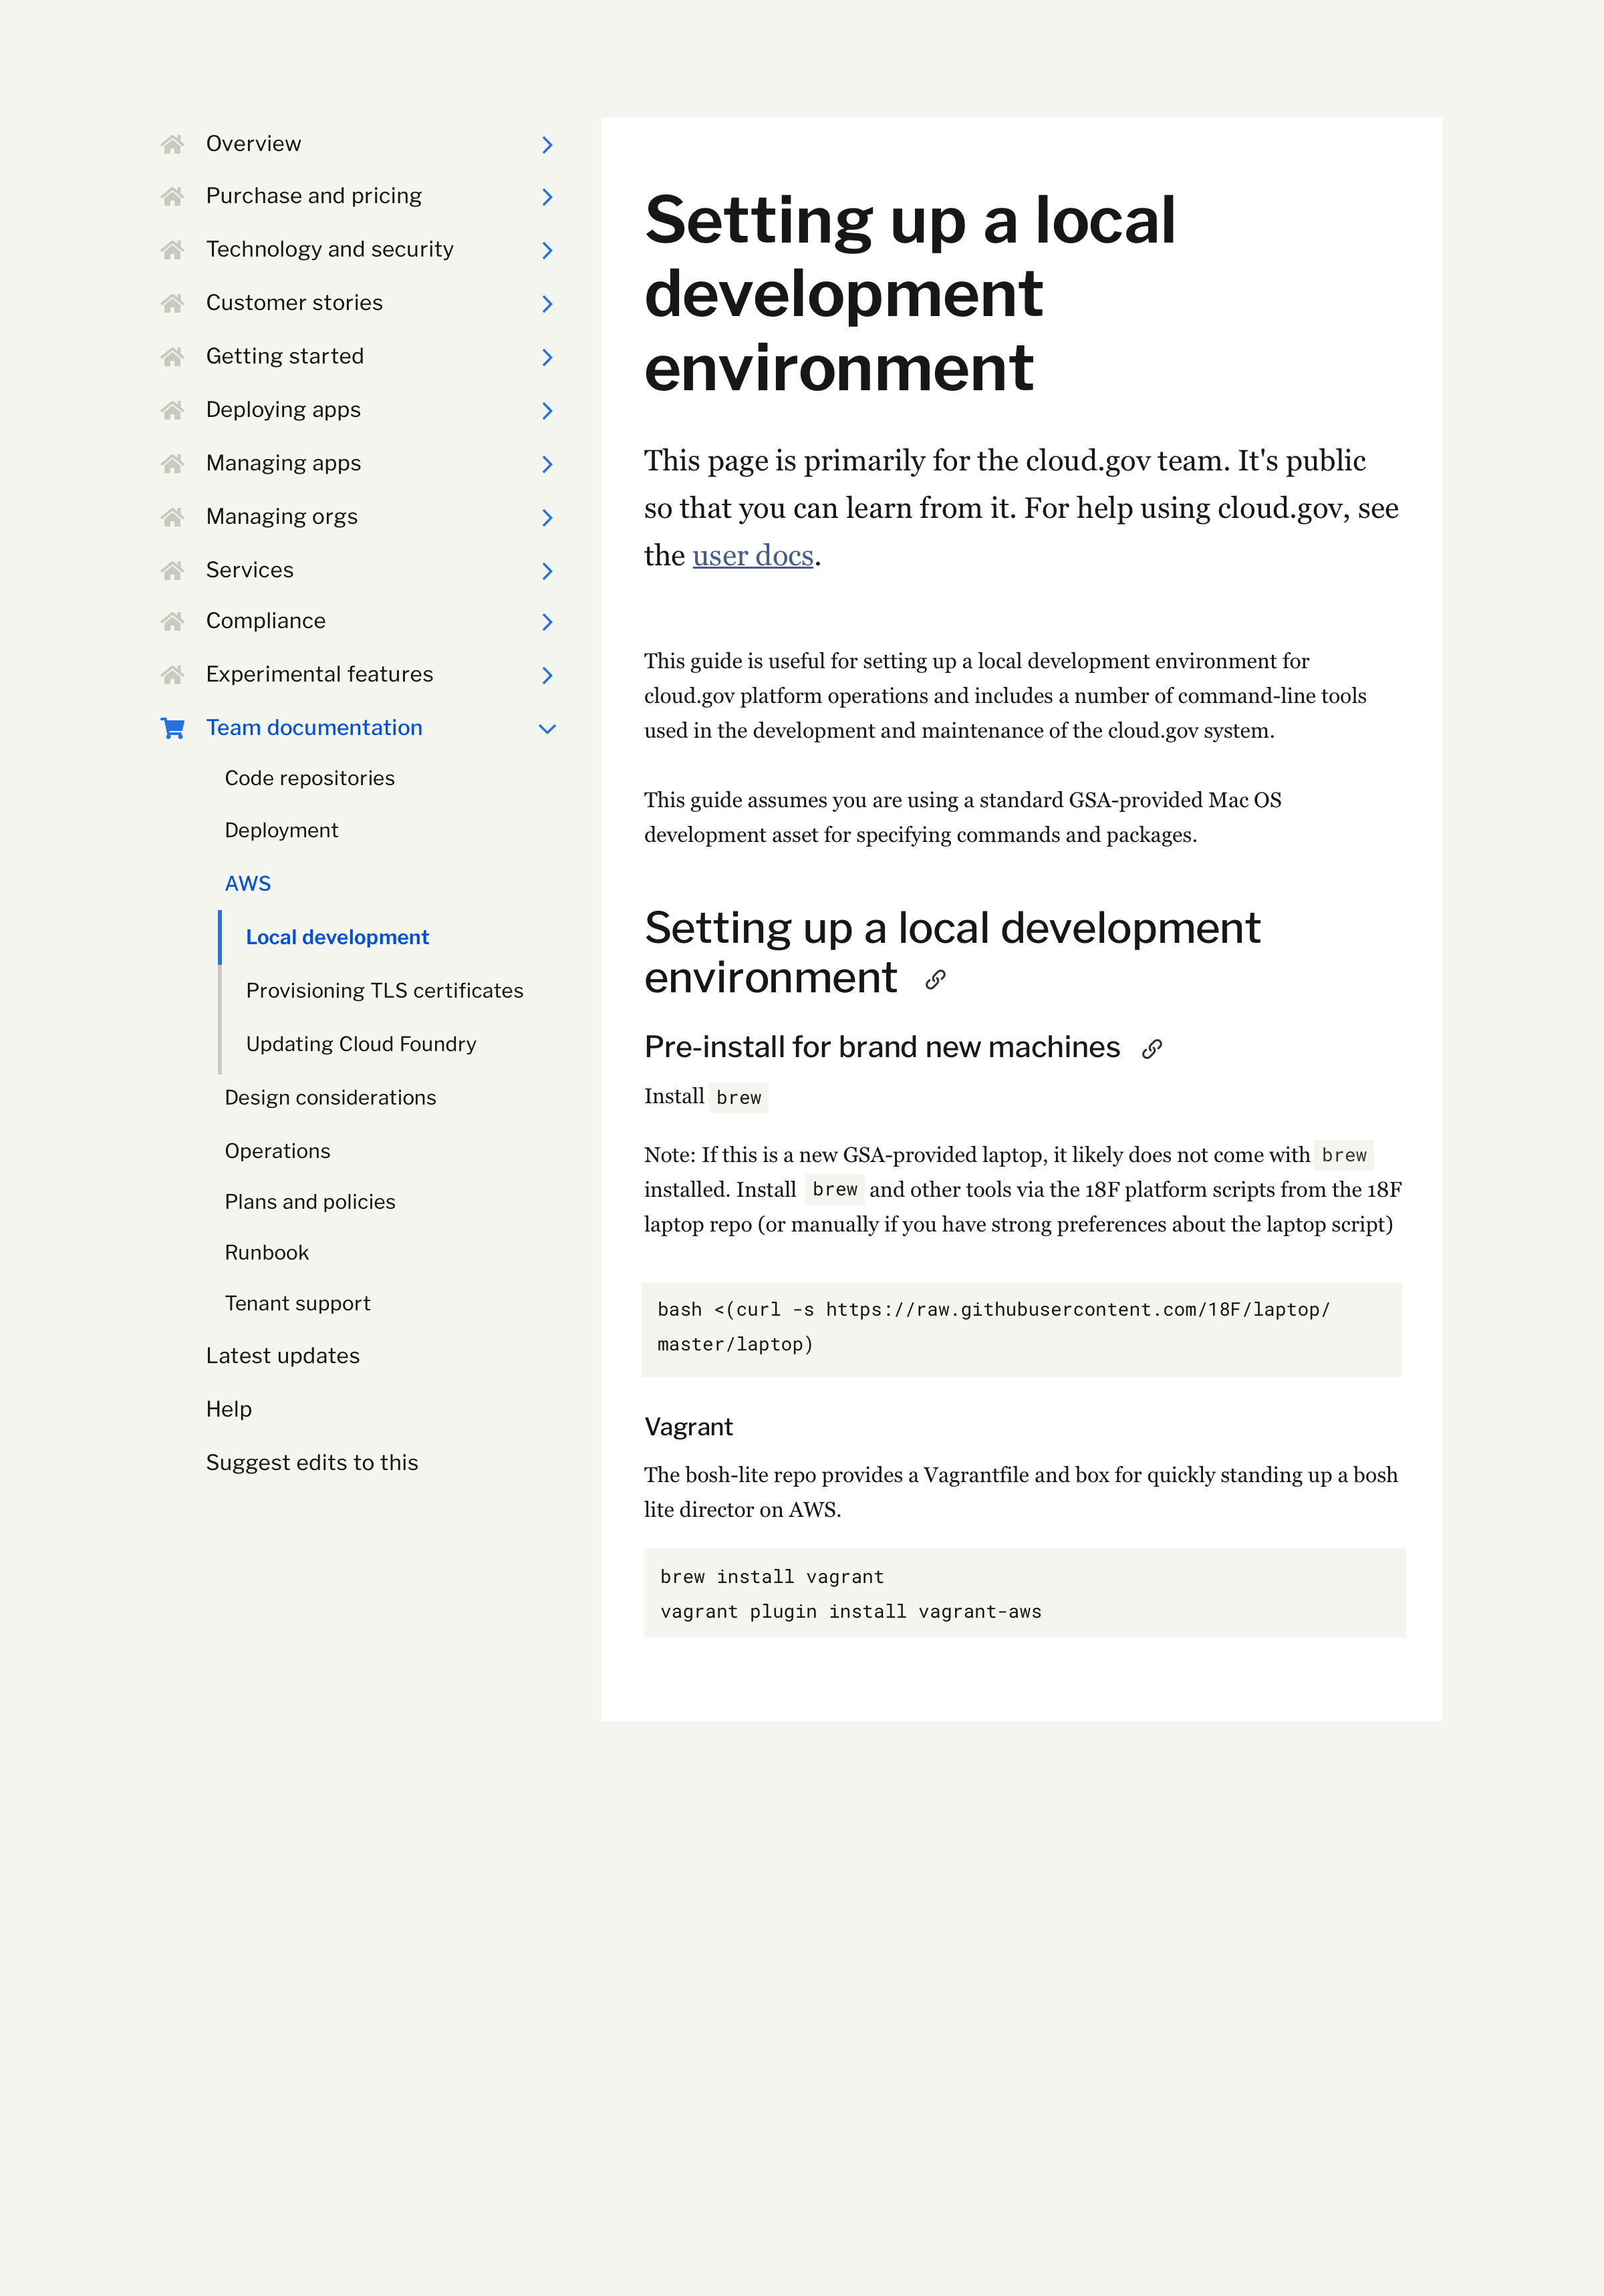 Overview
Purchase and pricing
Technology and security
Customer stories
Getting started
Deploying apps
Managing apps
Managing orgs
Services
Compliance
Experimental features
Team documentation
Code repositories
Deployment
AWS
Local development
Provisioning TLS certificates
Updating Cloud Foundry
Design considerations
Operations
Plans and policies
Runbook
Tenant support
Latest updates
Help
Suggest edits to this
Setting up a local
development
environment
This page is primarily for the cloud.gov team. It's public
so that you can learn from it. For help using cloud.gov, see
the user docs.
This guide is useful for setting up a local development environment for
cloud.gov platform operations and includes a number of command-line tools
used in the development and maintenance of the cloud.gov system.
This guide assumes you are using a standard GSA-provided Mac OS
development asset for specifying commands and packages.
Setting up a local development
environment
Pre-install for brand new machines
Install brew
Note: If this is a new GSA-provided laptop, it likely does not come with brew
installed. Install brew and other tools via the 18F platform scripts from the 18F
laptop repo (or manually if you have strong preferences about the laptop script)
bash <(curl -s https://raw.githubusercontent.com/18F/laptop/
master/laptop)
Vagrant
The bosh-lite repo provides a Vagrantfile and box for quickly standing up a bosh
lite director on AWS.
brew install vagrant
vagrant plugin install vagrant-aws